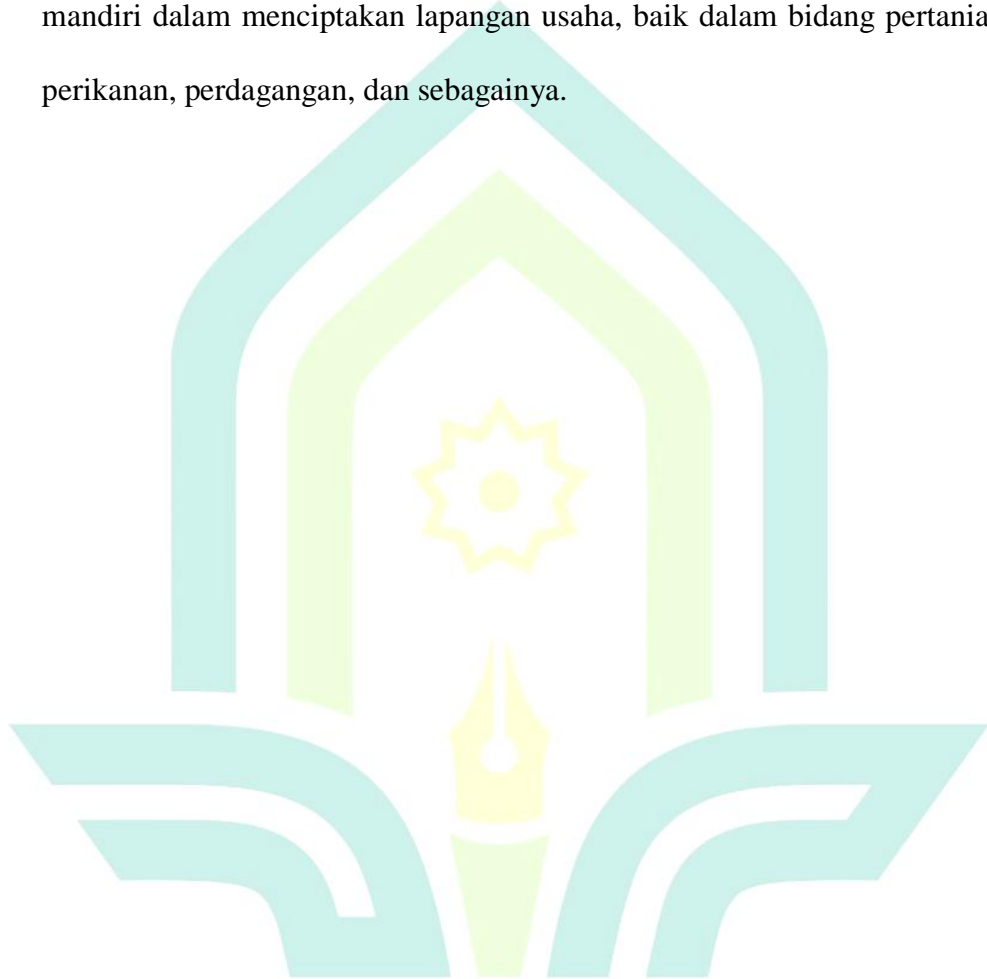 mandiri dalam menciptakan lapangan usaha, baik dalam bidang pertania
perikanan, perdagangan, dan sebagainya.